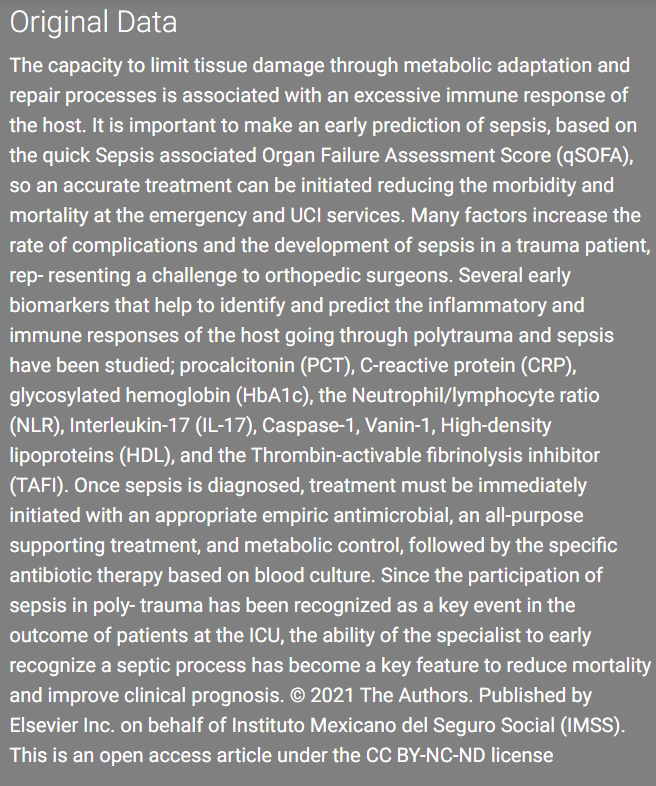 Original Data
The capacity to limit tissue damage through metabolic adaptation and
repair processes is associated with an excessive immune response of
the host. It is important to make an early prediction of sepsis, based on
the quick Sepsis associated Organ Failure Assessment Score (qSOFA),
so an accurate treatment can be initiated reducing the morbidity and
mortality at the emergency and UCI services. Many factors increase the
rate of complications and the development of sepsis in a trauma patient,
rep- resenting a challenge to orthopedic surgeons. Several early
biomarkers that help to identify and predict the inflammatory and
immune responses of the host going through polytrauma and sepsis
have been studied; procalcitonin (PCT), C-reactive protein (CRP),
glycosylated hemoglobin (HbA1c), the Neutrophil/lymphocyte ratio
(NLR), Interleukin-17 (IL-17), Caspase-1, Vanin-1, High-density
lipoproteins (HDL), and the Thrombin-activable fibrinolysis inhibitor
(TAFI). Once sepsis is diagnosed, treatment must be immediately
initiated with an appropriate empiric antimicrobial, an all-purpose
supporting treatment, and metabolic control, followed by the specific
antibiotic therapy based on blood culture. Since the participation of
sepsis in poly- trauma has been recognized as a key event in the
outcome of patients at the ICU, the ability of the specialist to early
recognize a septic process has become a key feature to reduce mortality
and improve clinical prognosis. © 2021 The Authors. Published by
Elsevier Inc. on behalf of Instituto Mexicano del Seguro Social (IMSS).
This is an open access article under the CC BY-NC-ND license